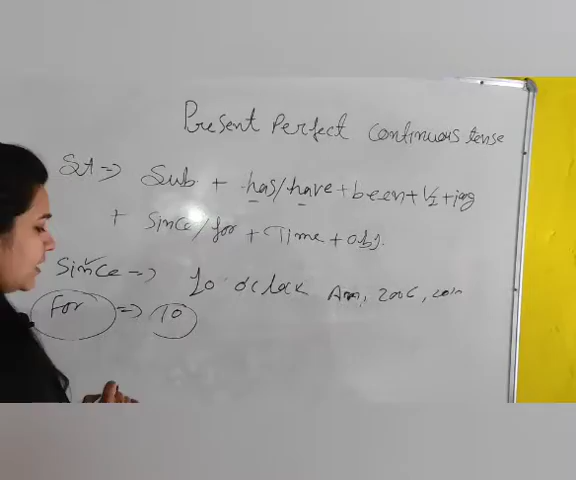 Present Perfect Continuous tense
St => Sub + has/have + been + V1 + ing
+ Since/for + Time + obj.
Since => 10 o'clock Am, 2006,
For => 10